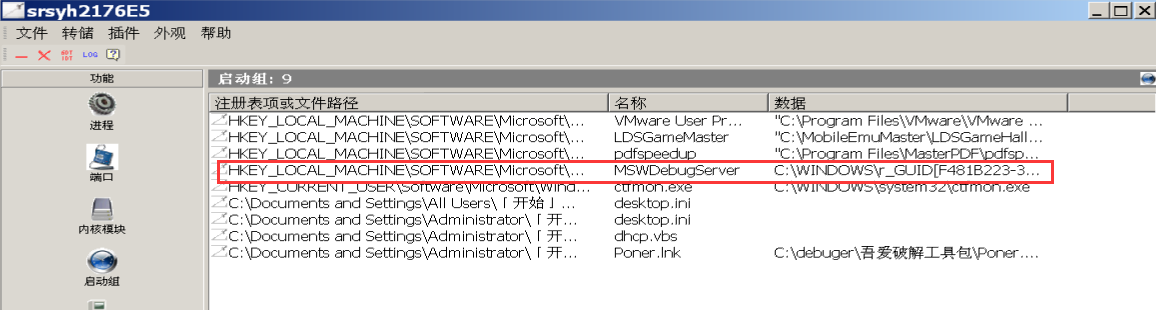 srsyh2176E5
文件 转储 插件 外观 帮助
LOG
功能
启动组: 9
注册表项或文件路径 名称 数据
HKEY_LOCAL_MACHINE\SOFTWARE\Microsoft\... VMware User Pr... "C:\Program Files\VMware\VMware ...
HKEY_LOCAL_MACHINE\SOFTWARE\Microsoft\... LDSGameMaster "C:\MobileEmuMaster\LDSGameHall...
HKEY_LOCAL_MACHINE\SOFTWARE\Microsoft\... pdfspeedup "C:\Program Files\MasterPDF\pdfsp...
HKEY_LOCAL_MACHINE\SOFTWARE\Microsoft\... MSWDebugServer C:\WINDOWS\r_GUID[F481B223-3...
HKEY_CURRENT_USER\Software\Microsoft\Wind... ctfmon.exe C:\WINDOWS\system32\ctfmon.exe
C:\Documents and Settings\All Users\「开始」... desktop.ini
C:\Documents and Settings\Administrator\「开... desktop.ini
C:\Documents and Settings\Administrator\「开... dhcp.vbs
C:\Documents and Settings\Administrator\「开... Poner.lnk C:\debuger\吾爱破解工具包\Poner....
进程
端口
内核模块
启动组